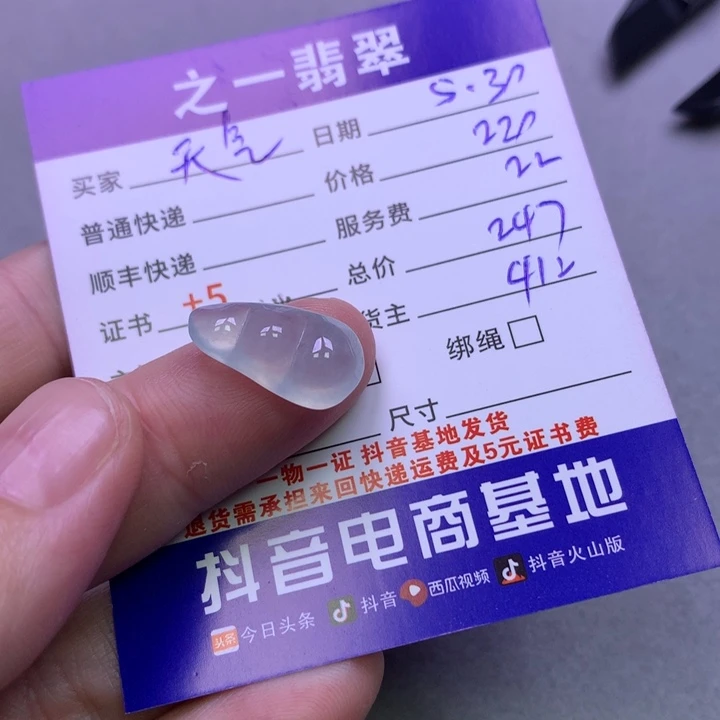 之一翡翠
买家 天气 日期 5.30
普通快递 价格 220
顺丰快递 服务费 22
证书 +5 总价 247
货主 412
绑绳
尺寸
一物一证 抖音基地发货
退货需承担来回快递运费及5元证书费
抖音电商基地
头条 今日头条 抖音 西瓜视频 抖音火山版